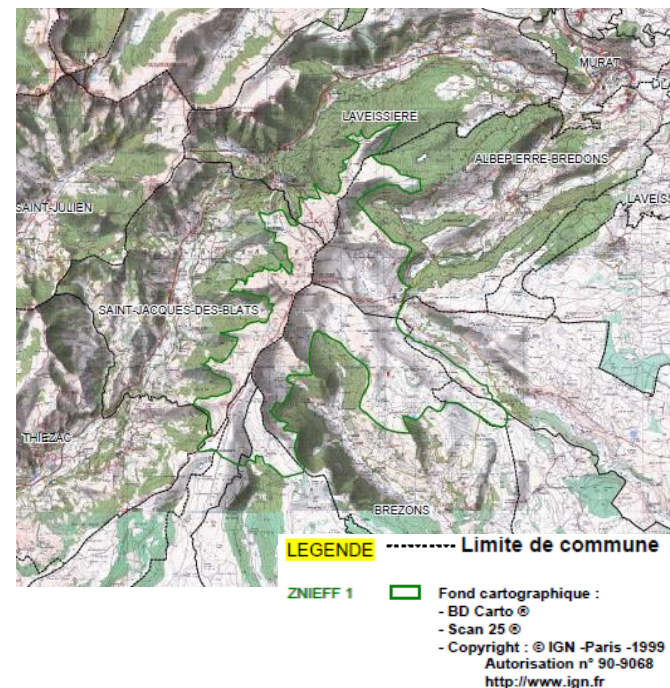 MURAT
LAVEISSIERE
ALBEPIERRE-BREDONS
LAVEISS
SAINT-JULIEN
SAINT-JACQUES-DES-BLATS
THIEZAC
BREZONS
LEGENDE ---------- Limite de commune
ZNIEFF 1 Fond cartographique :
- BD Carto ®
- Scan 25 ®
- Copyright : © IGN -Paris -1999
Autorisation n° 90-9068
http://www.ign.fr